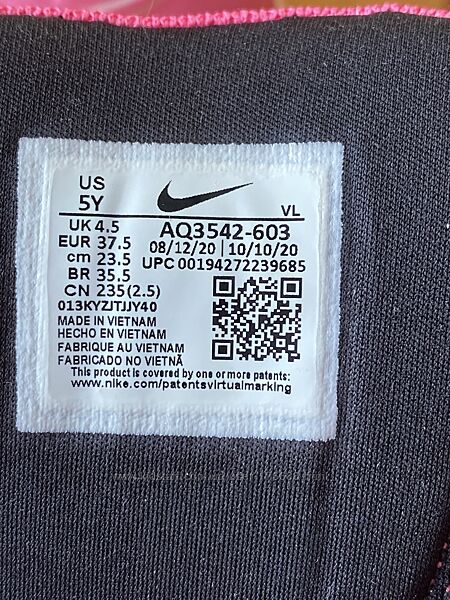 US
5Y
VL
UK 4.5
EUR 37.5
cm 23.5
BR 35.5
CN 235(2.5)
AQ3542-603
08/12/20 | 10/10/20
UPC 00194272239685
013KYZJTJJY40
MADE IN VIETNAM
HECHO EN VIETNAM
FABRIQUE AU VIETNAM
FABRICADO NO VIETNÃ
This product is covered by one or more patents
www.nike.com/patentsvirtualmarking